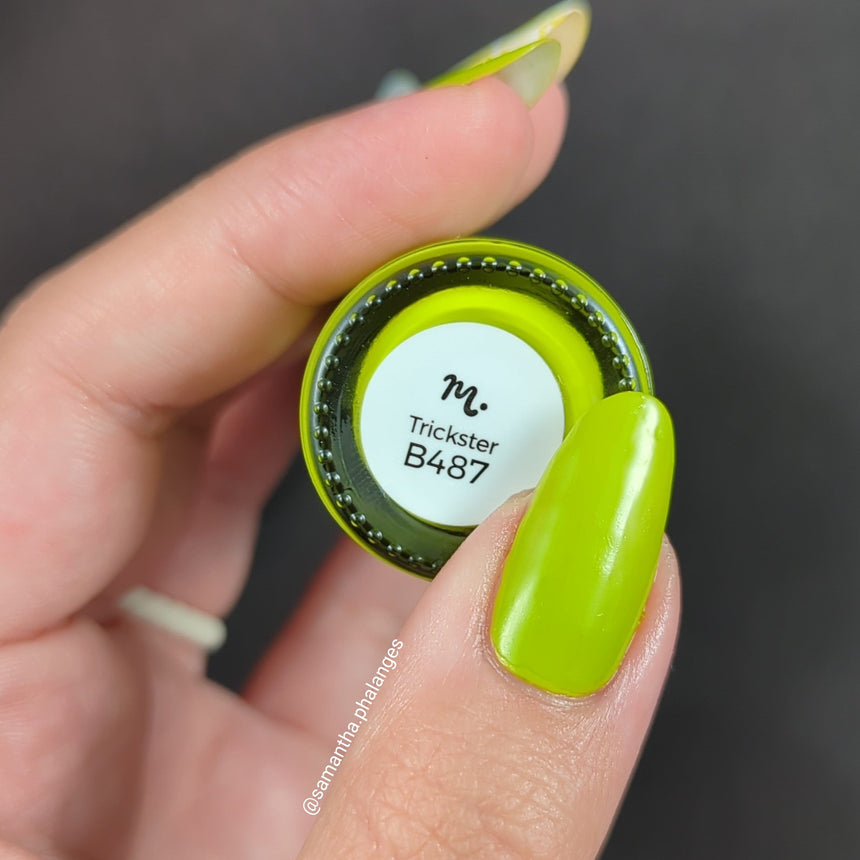 m.
Trickster
B487
@samantha.phalanges